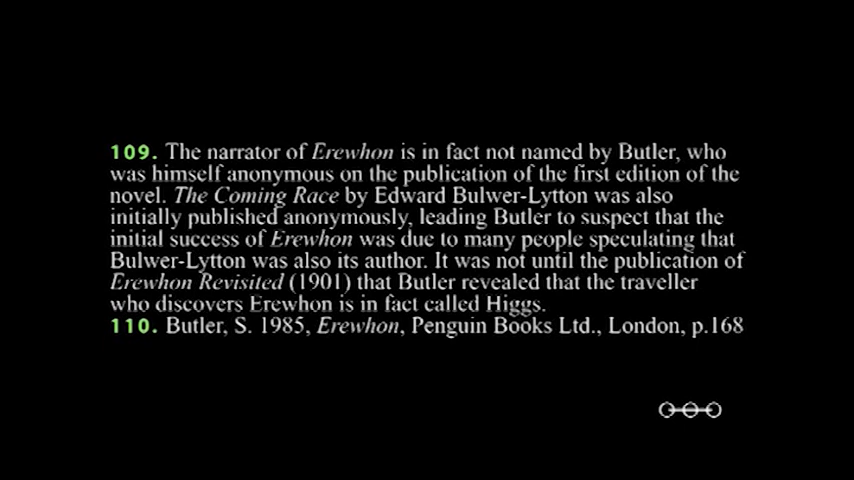 109. The narrator of Erewhon is in fact not named by Butler, who
was himself anonymous on the publication of the first edition of the
novel. The Coming Race by Edward Bulwer-Lytton was also
initially published anonymously, leading Butler to suspect that the
initial success of Erewhon was due to many people speculating that
Bulwer-Lytton was also its author. It was not until the publication of
Erewhon Revisited (1901) that Butler revealed that the traveller
who discovers Erewhon is in fact called Higgs.
110. Butler, S. 1985, Erewhon, Penguin Books Ltd., London, p.168